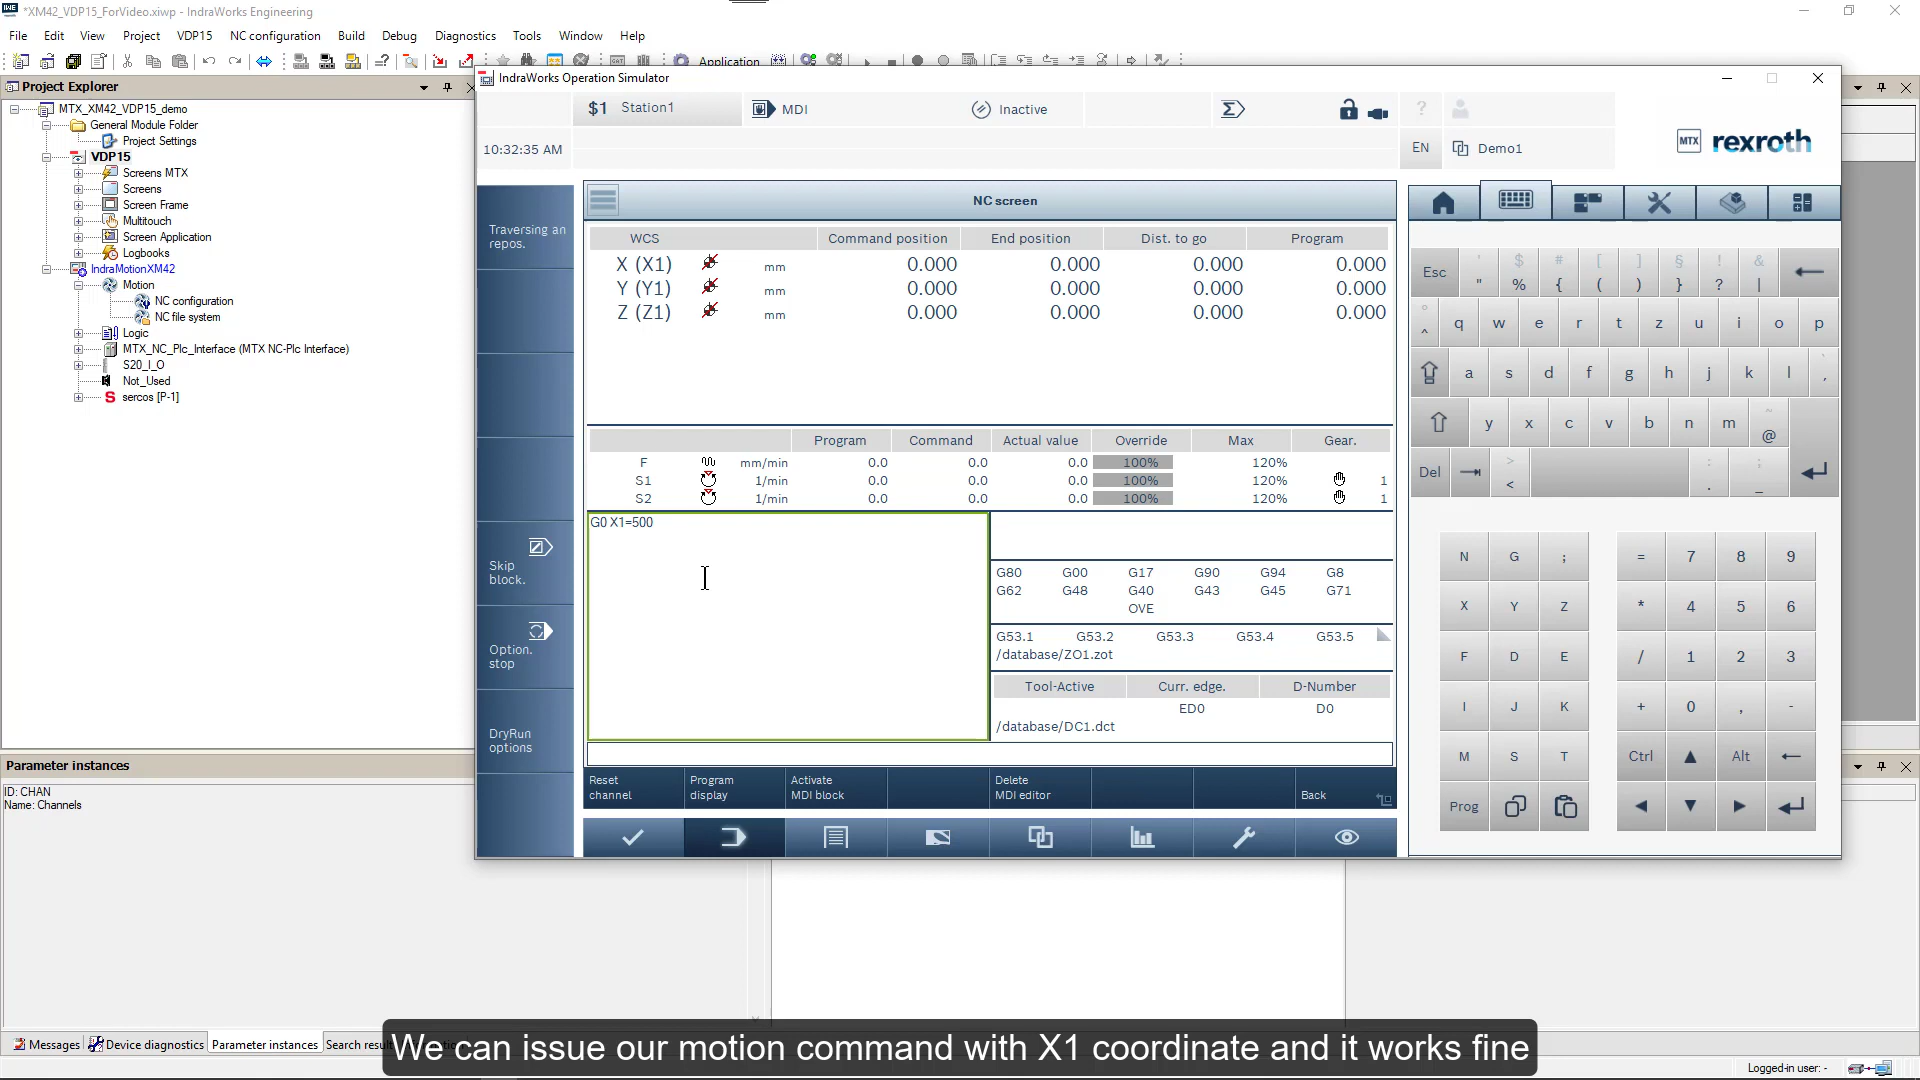 *XM42_VDP15_ForVideo.xiwp - IndraWorks Engineering
File Edit View Project VDP15 NC configuration Build Debug Diagnostics Tools Window Help
Application
Project Explorer
MTX_XM42_VDP15_demo
General Module Folder
Project Settings
VDP15
Screens MTX
Screens
Screen Frame
Multitouch
Screen Application
Logbooks
IndraMotionXM42
Motion
NC configuration
NC file system
Logic
MTX_NC_Plc_Interface (MTX NC-Plc Interface)
S20_I_O
Not_Used
sercos [P-1]
Parameter instances
ID: CHAN
Name: Channels
Messages Device diagnostics Parameter instances Search result
Logged-in user: -
IndraWorks Operation Simulator
$1 Station1 MDI Inactive
10:32:35 AM EN Demo1
MTX rexroth
NC screen
Traversing an repos.
Skip block.
Option. stop
DryRun options
WCS Command position End position Dist. to go Program
X (X1) mm 0.000 0.000 0.000 0.000
Y (Y1) mm 0.000 0.000 0.000 0.000
Z (Z1) mm 0.000 0.000 0.000 0.000
Program Command Actual value Override Max Gear.
F mm/min 0.0 0.0 0.0 100% 120%
S1 1/min 0.0 0.0 0.0 100% 120% 1
S2 1/min 0.0 0.0 0.0 100% 120% 1
G0 X1=500
G80 G00 G17 G90 G94 G8
G62 G48 G40 G43 G45 G71
OVE
G53.1 G53.2 G53.3 G53.4 G53.5
/database/ZO1.zot
Tool-Active Curr. edge. D-Number
ED0 D0
/database/DC1.dct
Reset channel Program display Activate MDI block Delete MDI editor Back
Esc ' " $ % # { [ ( ] ) § } ! ? & |
° ^ q w e r t z u i o p
a s d f g h j k l ,
y x c v b n m ~ @
Del > < : . ; _
N G ; = 7 8 9
X Y Z * 4 5 6
F D E / 1 2 3
I J K + 0 , -
M S T Ctrl Alt
Prog
We can issue our motion command with X1 coordinate and it works fine